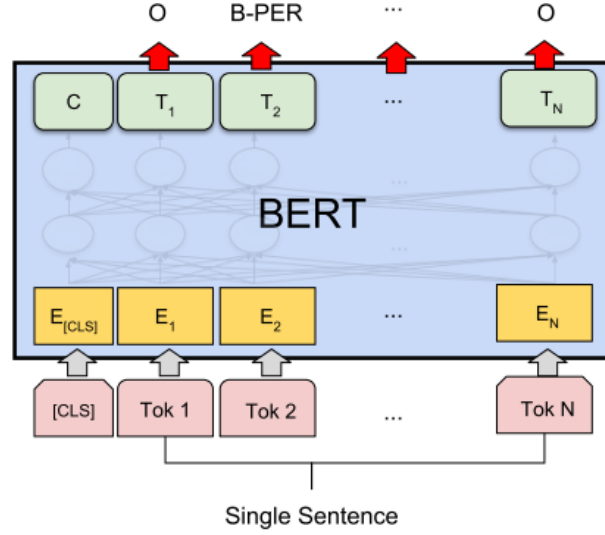 O B-PER ... O
C T1 T2 ... TN
...
BERT
...
E[CLS] E1 E2 ... EN
[CLS] Tok 1 Tok 2 ... Tok N
Single Sentence